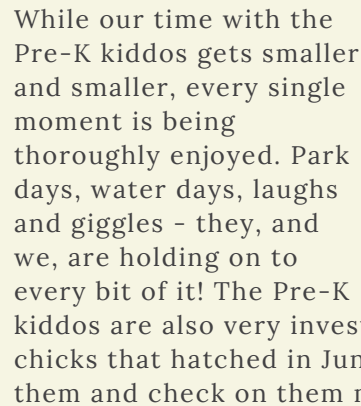 While our time with the
Pre-K kiddos gets smaller
and smaller, every single
moment is being
thoroughly enjoyed. Park
days, water days, laughs
and giggles - they, and
we, are holding on to
every bit of it! The Pre-K
kiddos are also very
chicks that hatched in
them and check on them